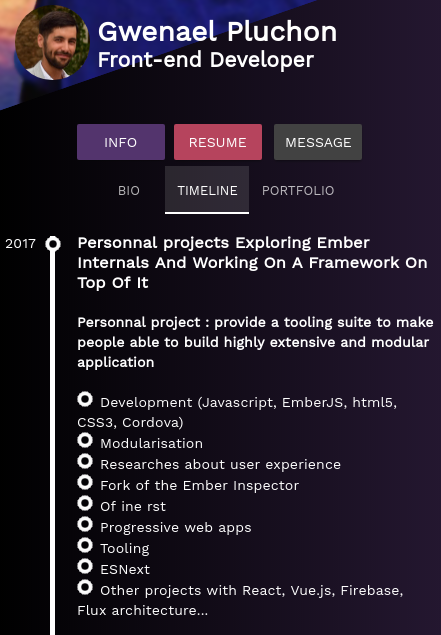 Gwenael Pluchon
Front-end Developer
INFO RESUME MESSAGE
BIO TIMELINE PORTFOLIO
2017 Personnal projects Exploring Ember
Internals And Working On A Framework On
Top Of It
Personnal project : provide a tooling suite to make
people able to build highly extensive and modular
application
Development (Javascript, EmberJS, html5,
CSS3, Cordova)
Modularisation
Researches about user experience
Fork of the Ember Inspector
Of ine rst
Progressive web apps
Tooling
ESNext
Other projects with React, Vue.js, Firebase,
Flux architecture...